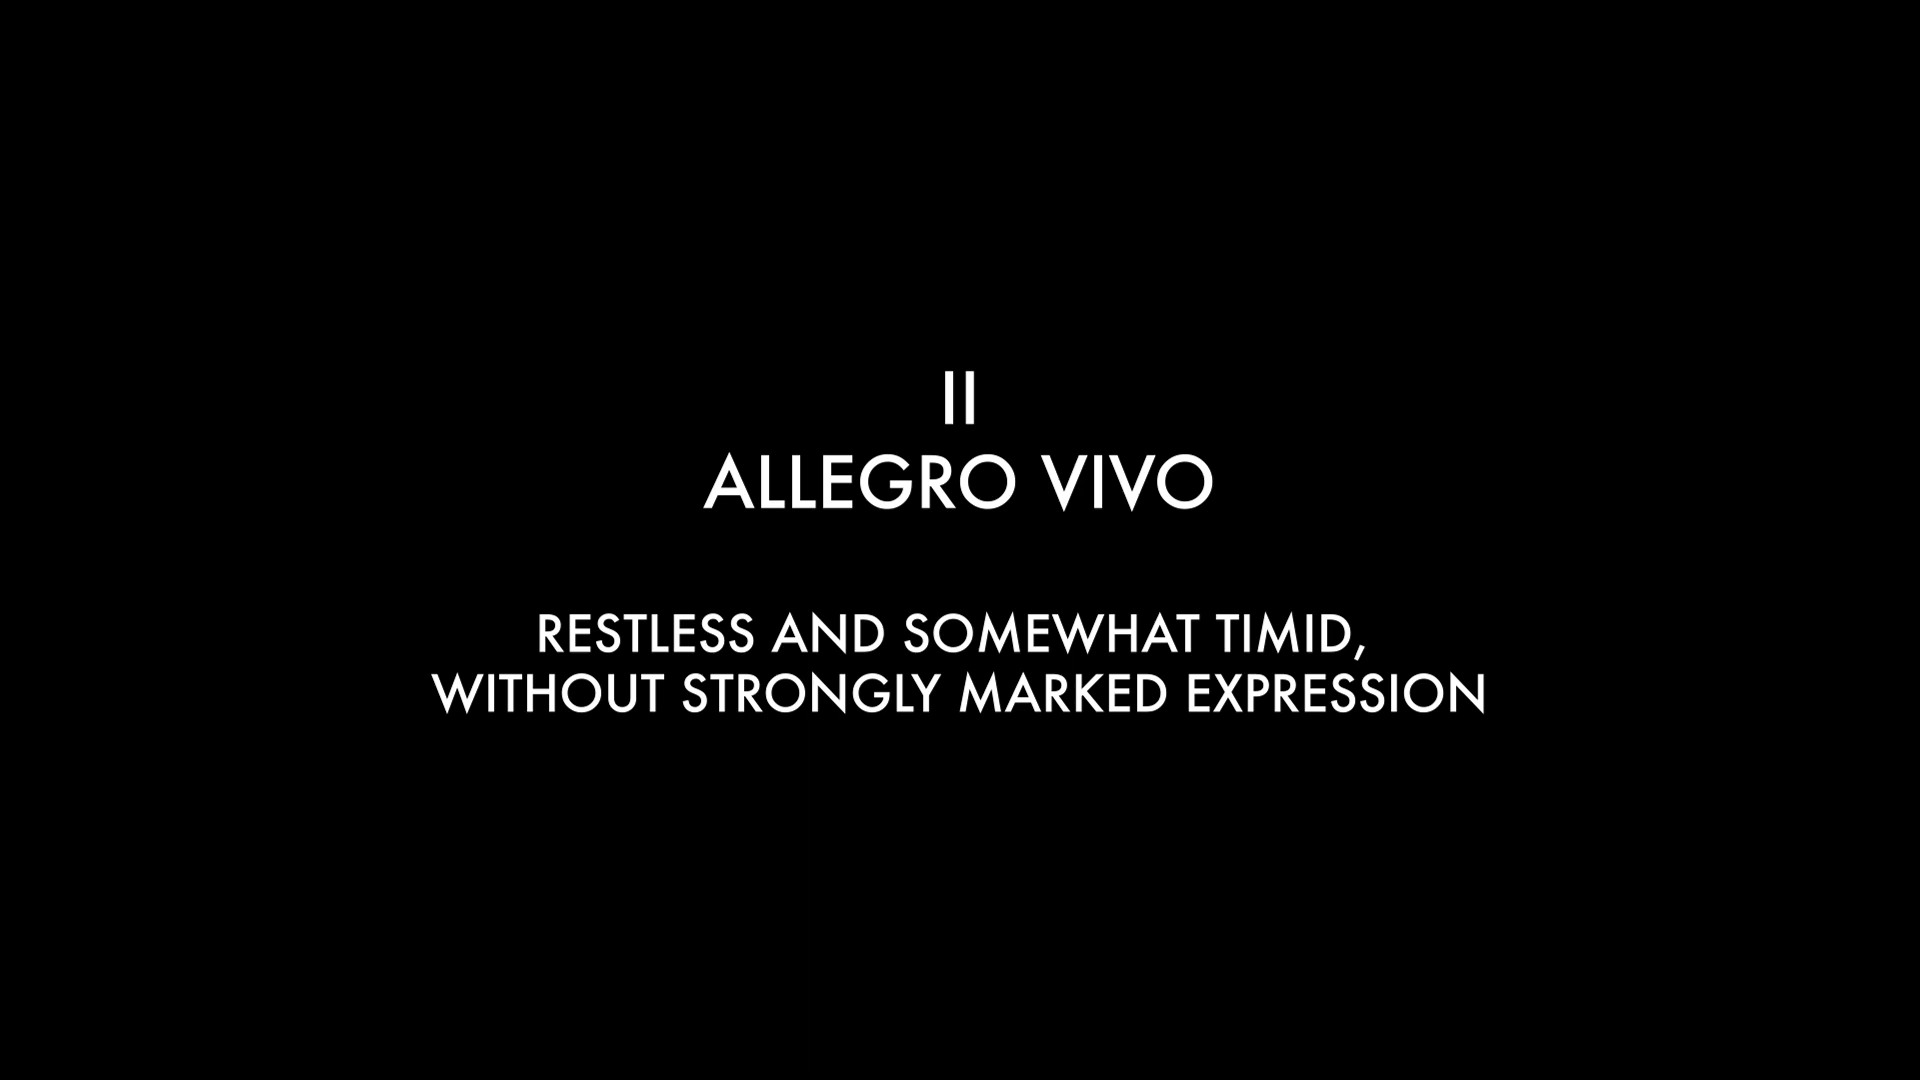 II
ALLEGRO VIVO
RESTLESS AND SOMEWHAT TIMID,
WITHOUT STRONGLY MARKED EXPRESSION